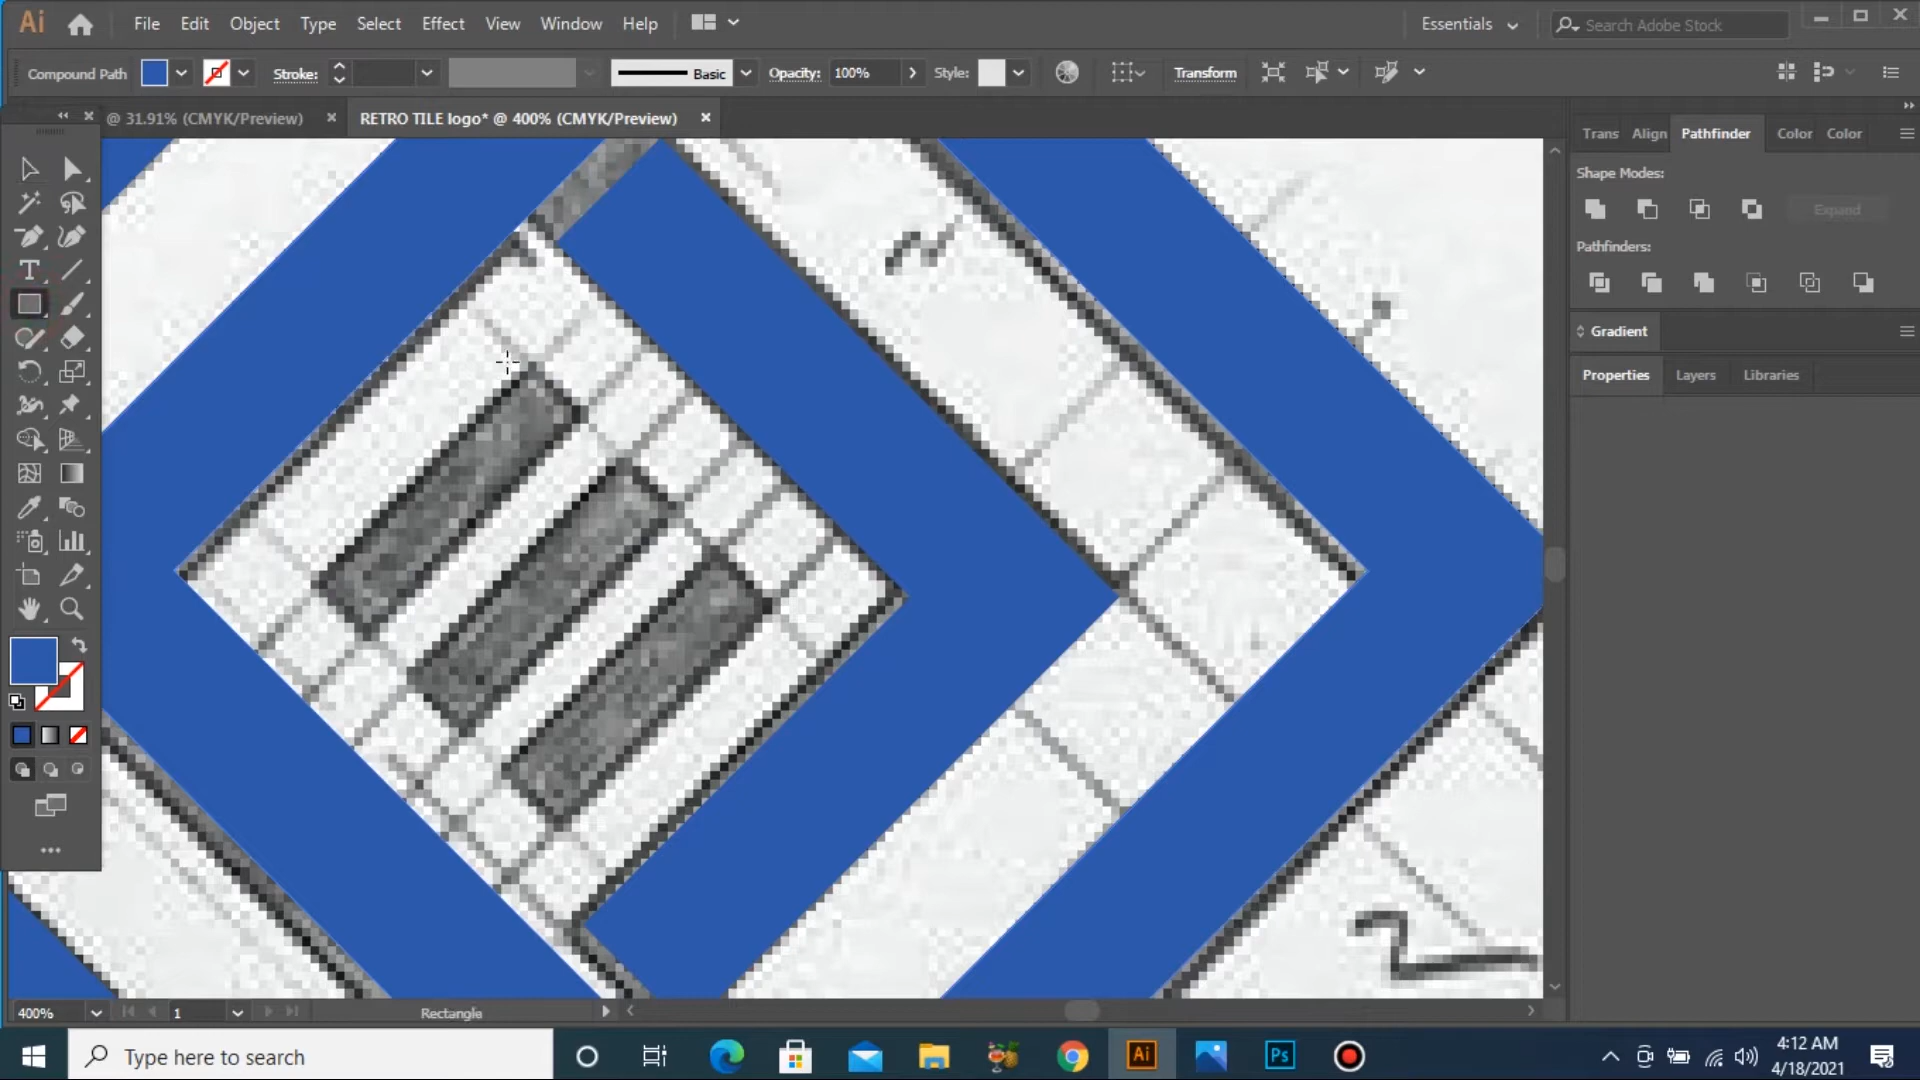 Ai File Edit Object Type Select Effect View Window Help Essentials Search Adobe Stock
Compound Path Stroke: Basic Opacity: 100% Style: Transform
@ 31.91% (CMYK/Preview) RETRO TILE logo* @ 400% (CMYK/Preview)
Trans Align Pathfinder Color Color
Shape Modes:
Expand
Pathfinders:
Gradient
Properties Layers Libraries
400% 1 Rectangle
Type here to search
Ai Ps
4:12 AM
4/18/2021